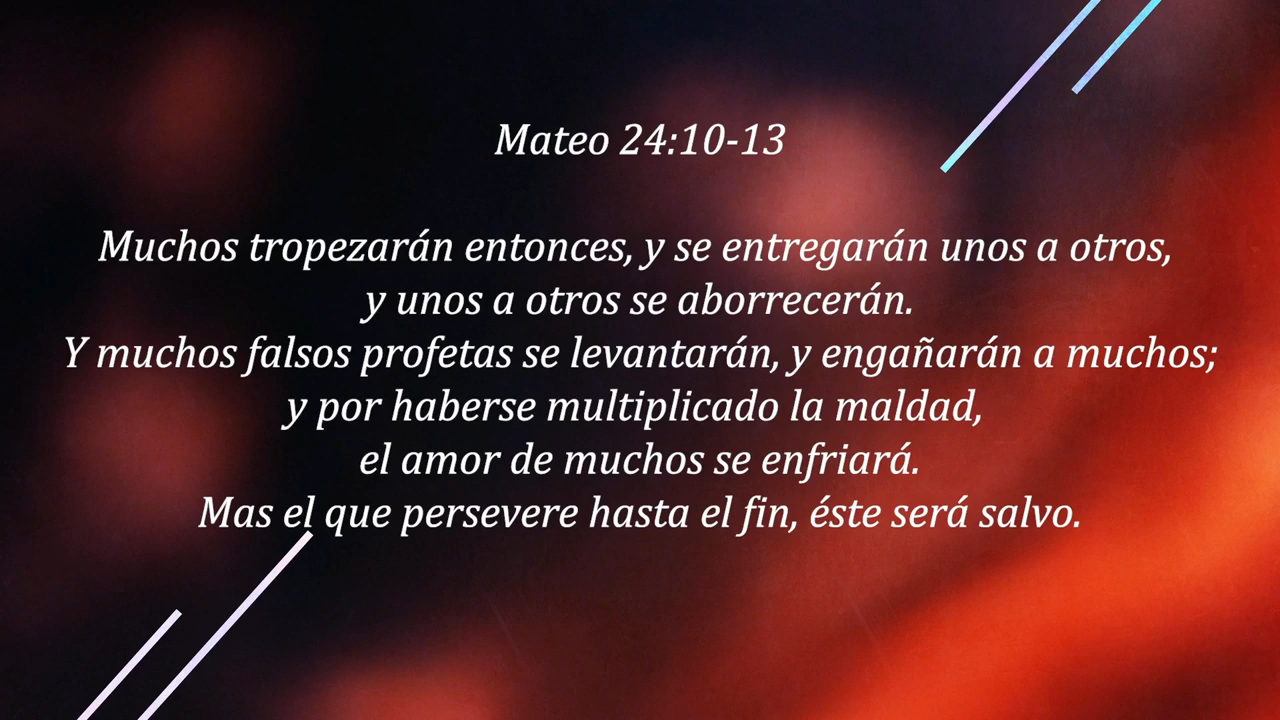 Mateo 24:10-13
Muchos tropezarán entonces, y se entregarán unos a otros,
y unos a otros se aborrecerán.
Y muchos falsos profetas se levantarán, y engañarán a muchos;
y por haberse multiplicado la maldad,
el amor de muchos se enfriará.
Mas el que persevere hasta el fin, éste será salvo.